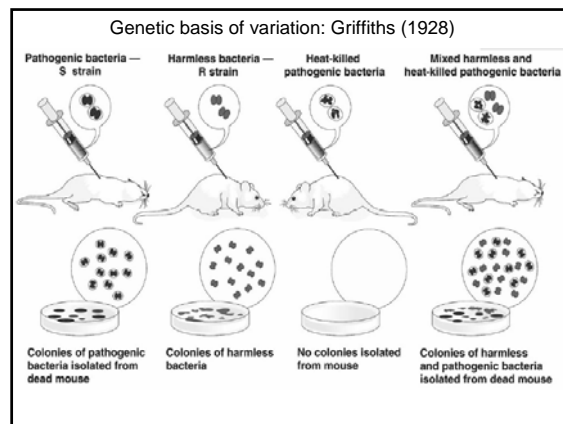 Genetic basis of variation: Griffiths (1928)
Pathogenic bacteria —
S strain
Harmless bacteria —
R strain
Heat-killed
pathogenic bacteria
Mixed harmless and
heat-killed pathogenic bacteria
Colonies of pathogenic
bacteria isolated from
dead mouse
Colonies of harmless
bacteria
No colonies isolated
from mouse
Colonies of harmless
and pathogenic bacteria
isolated from dead mouse